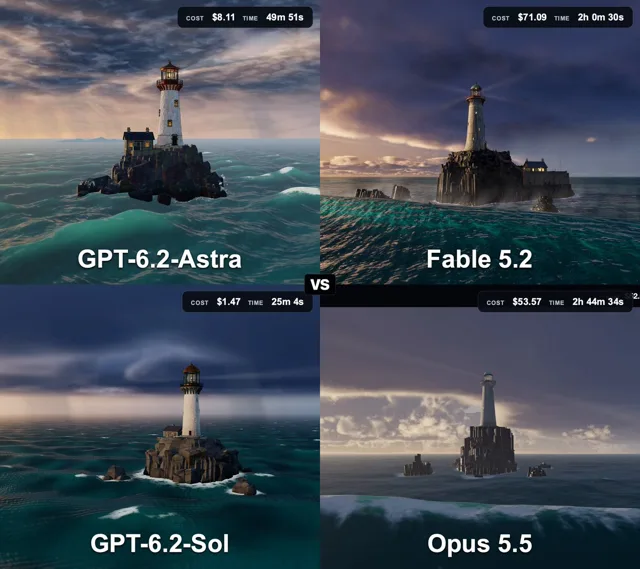 COST $8.11 TIME 49m 51s
COST $71.09 TIME 2h 0m 30s
GPT-6.2-Astra
Fable 5.2
VS
COST $1.47 TIME 25m 4s
COST $53.57 TIME 2h 44m 34s
GPT-6.2-Sol
Opus 5.5